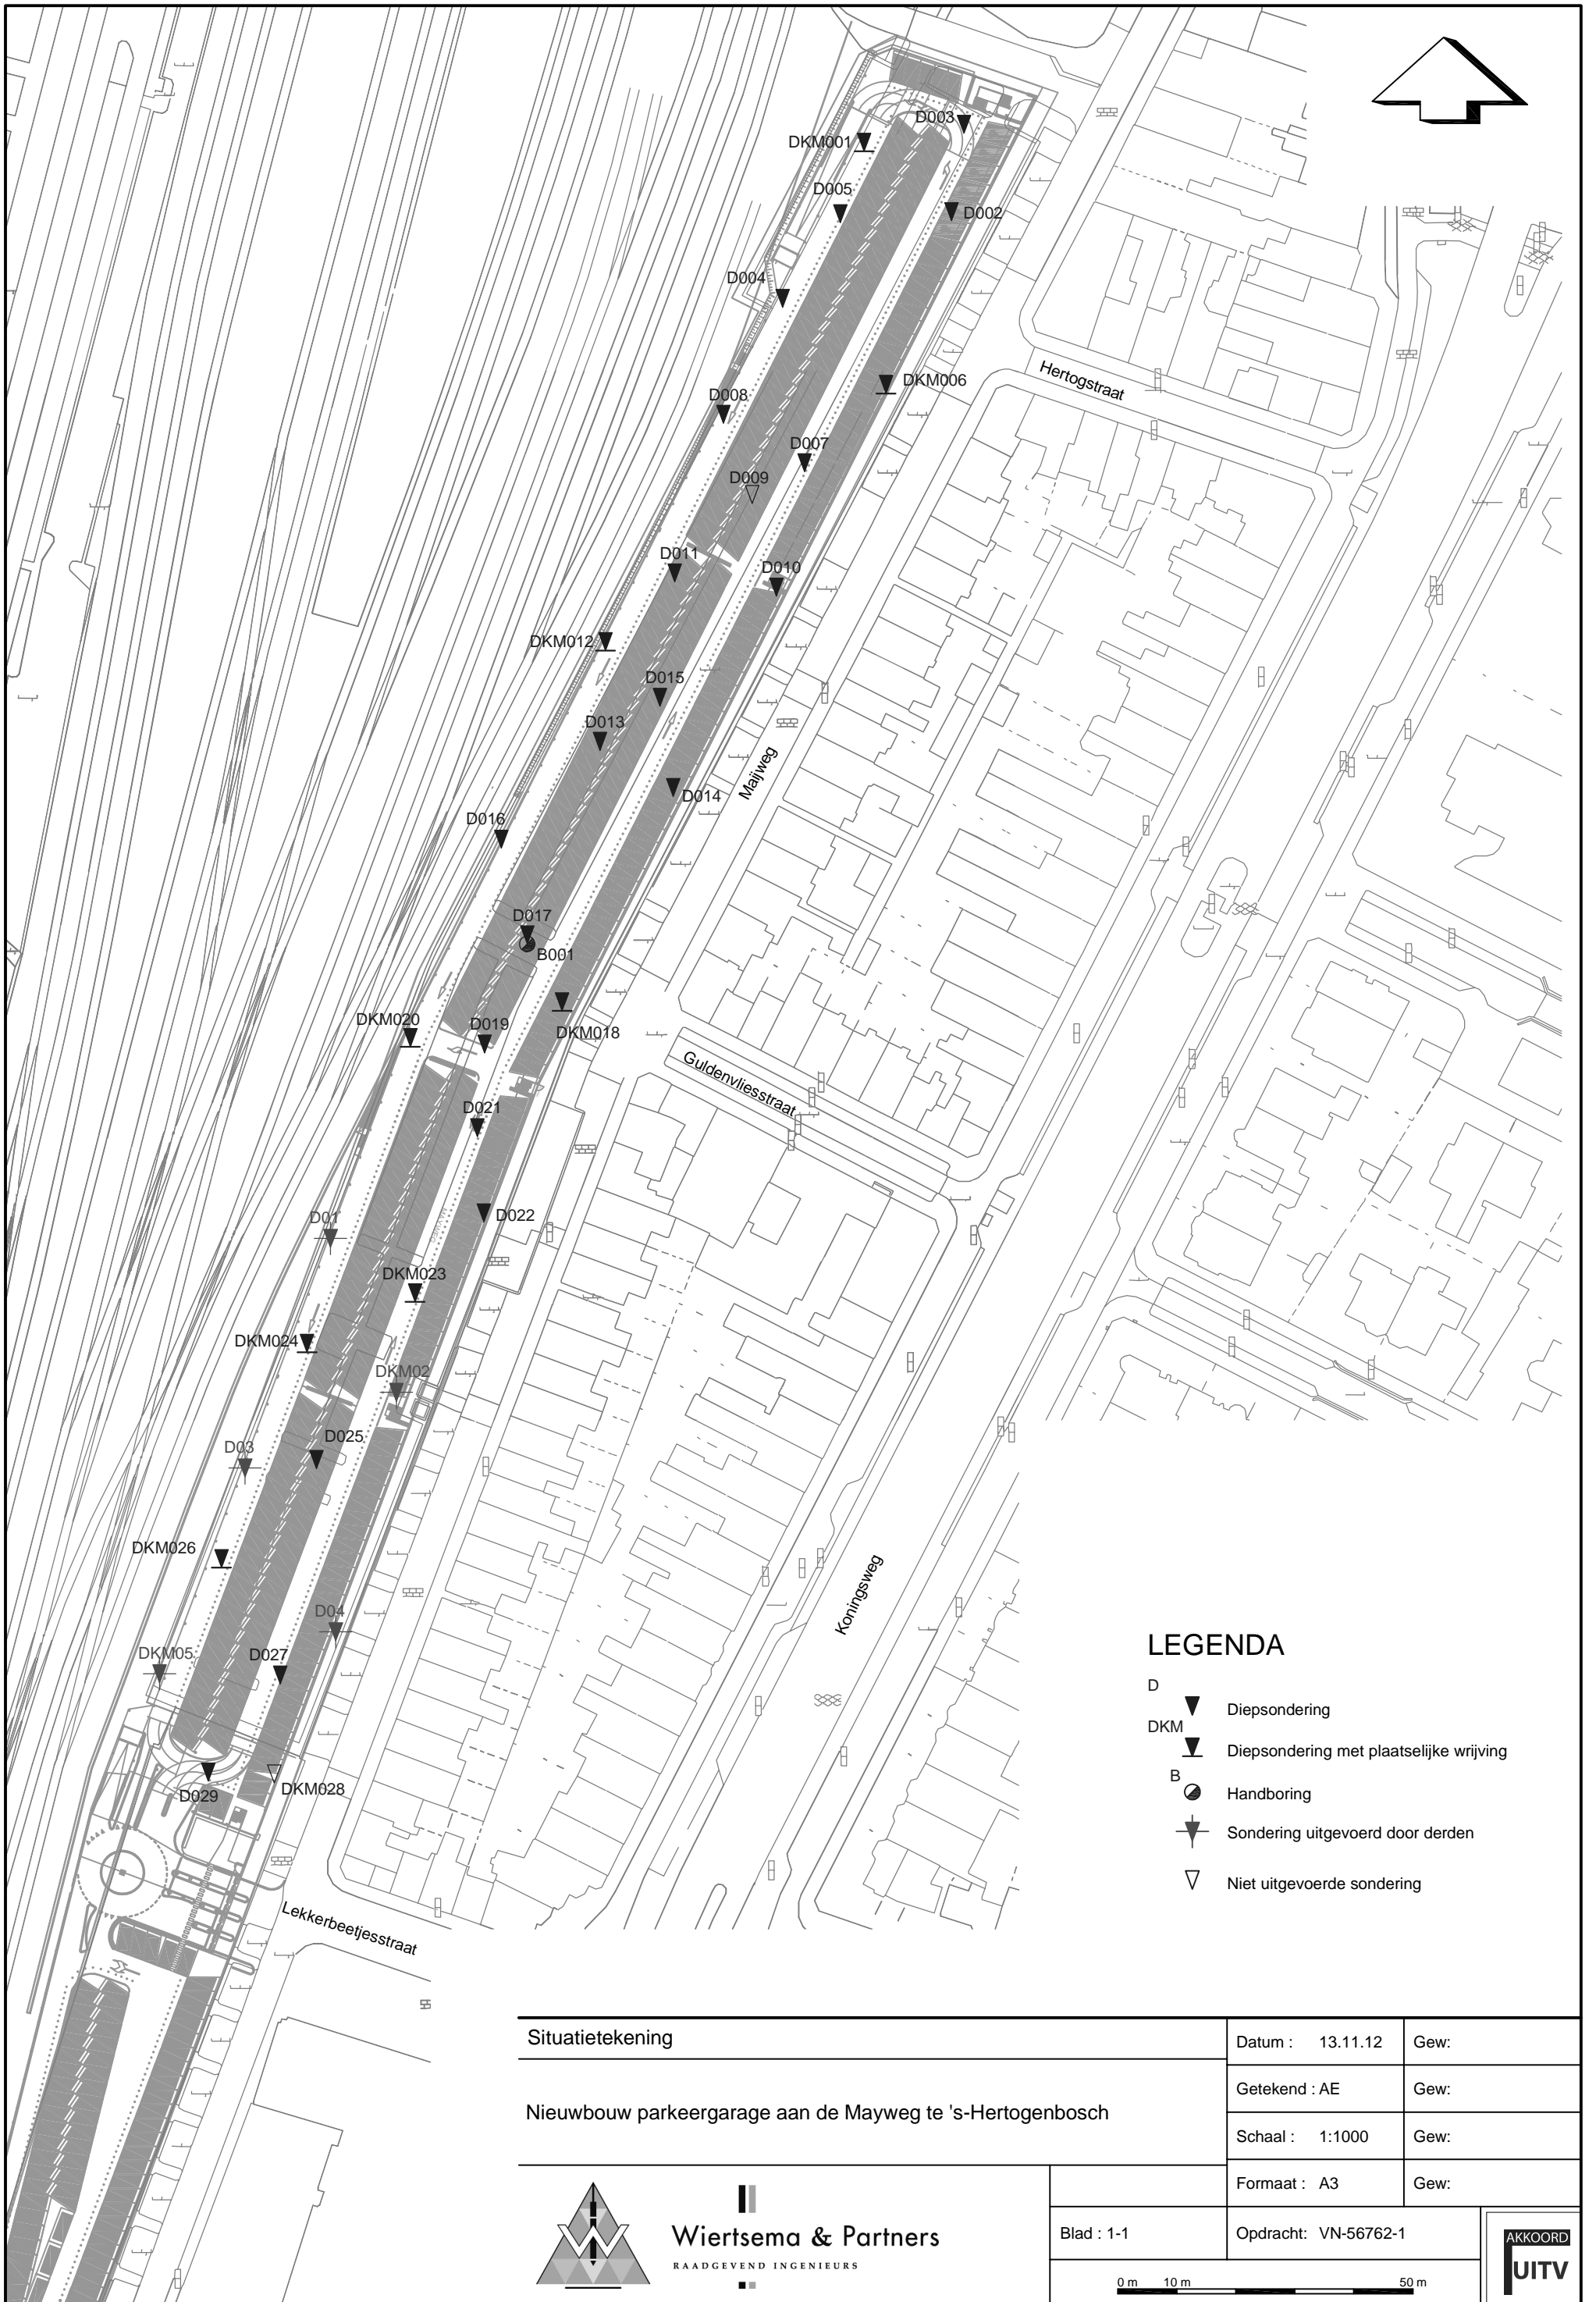 D003
DKM001
D005
D002
D004
DKM006
Hertogstraat
D008
D007
D009
D011
D010
DKM012
D015
D013
Maijweg
D014
D016
D017
B001
DKM020
D019
DKM018
Guldenvliesstraat
D021
D01
D022
DKM023
DKM024
DKM02
D025
D03
DKM026
Koningsweg
D04
DKM05
D027
DKM028
D029
Lekkerbeetjesstraat
LEGENDA
D
Diepsondering
DKM
Diepsondering met plaatselijke wrijving
B
Handboring
Sondering uitgevoerd door derden
Niet uitgevoerde sondering
Situatietekening
Datum : 13.11.12 Gew:
Getekend : AE Gew:
Nieuwbouw parkeergarage aan de Mayweg te 's-Hertogenbosch
Schaal : 1:1000 Gew:
Formaat : A3 Gew:
Wiertsema & Partners
RAADGEVEND INGENIEURS
Blad : 1-1 Opdracht: VN-56762-1
0 m 10 m 50 m
AKKOORD
UITV